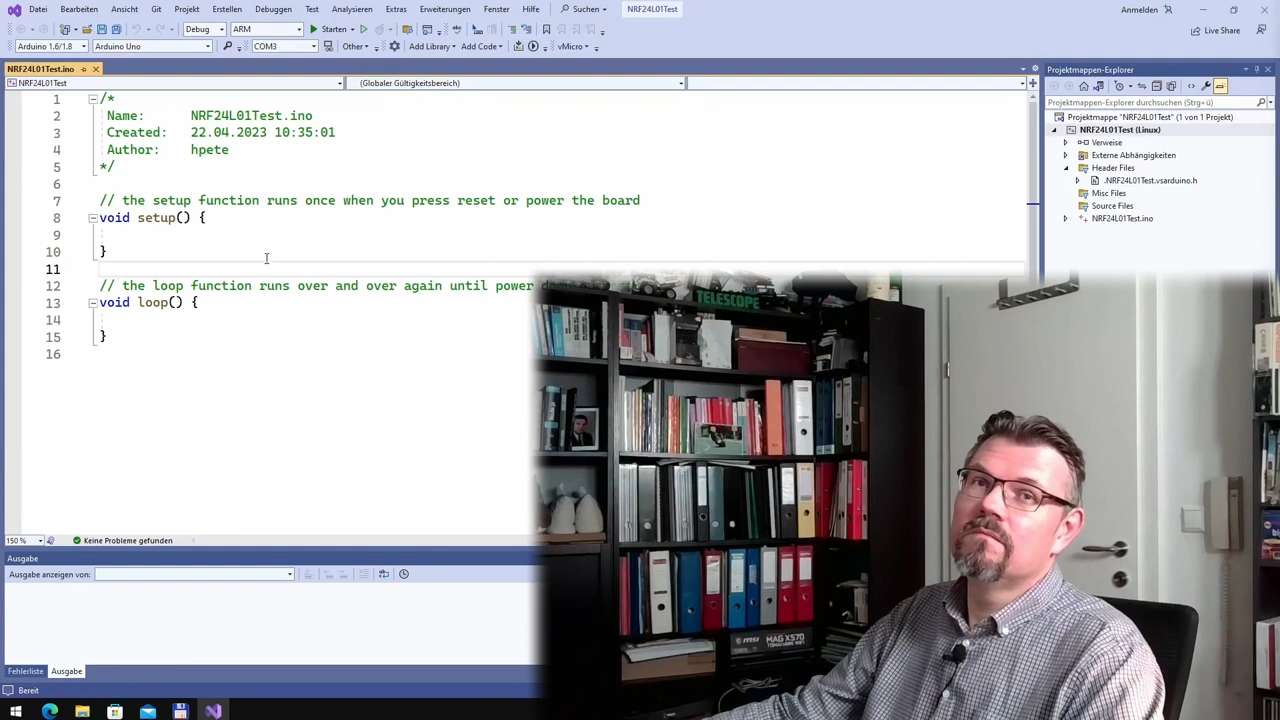 Datei Bearbeiten Ansicht Git Projekt Erstellen Debuggen Test Analysieren Extras Erweiterungen Fenster Hilfe Suchen NRF24L01Test Anmelden
Debug ARM Starten Live Share
Arduino 1.6/1.8 Arduino Uno COM3 Other Add Library Add Code vMicro
NRF24L01Test.ino
NRF24L01Test (Globaler Gültigkeitsbereich)
1 /*
2 Name: NRF24L01Test.ino
3 Created: 22.04.2023 10:35:01
4 Author: hpete
5 */
6
7 // the setup function runs once when you press reset or power the board
8 void setup() {
9
10 }
11
12 // the loop function runs over and over again until power
13 void loop() {
14
15 }
16
150 % Keine Probleme gefunden
Ausgabe
Ausgabe anzeigen von:
Fehlerliste Ausgabe
Bereit
Projektmappen-Explorer
Projektmappen-Explorer durchsuchen (Strg+ü)
Projektmappe "NRF24L01Test" (1 von 1 Projekt)
NRF24L01Test (Linux)
Verweise
Externe Abhängigkeiten
Header Files
.NRF24L01Test.vsarduino.h
Misc Files
Source Files
NRF24L01Test.ino
TELESCOPE
msi MAG X570
TOMAHAWK WIFI